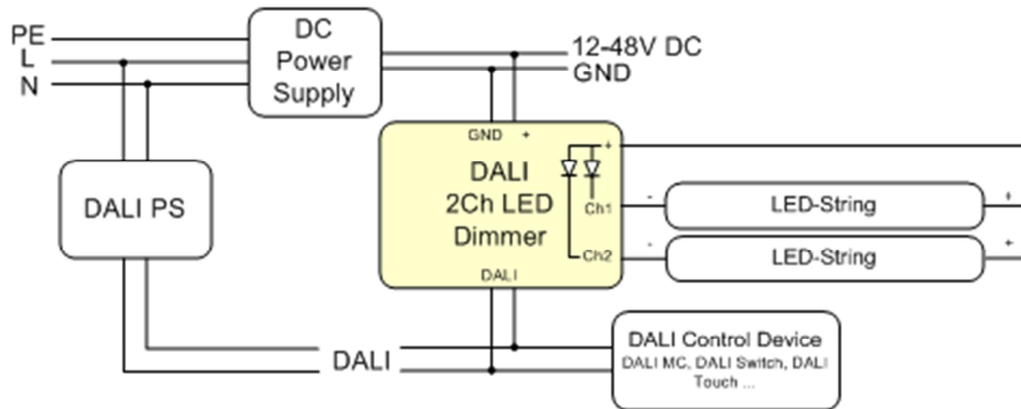 PE
L
N
DC
Power
Supply
12-48V DC
GND
GND +
DALI
2Ch LED
Dimmer
+
Ch1
Ch2
DALI
DALI PS
- LED-String +
- LED-String +
DALI
DALI Control Device
DALI MC, DALI Switch, DALI
Touch ...